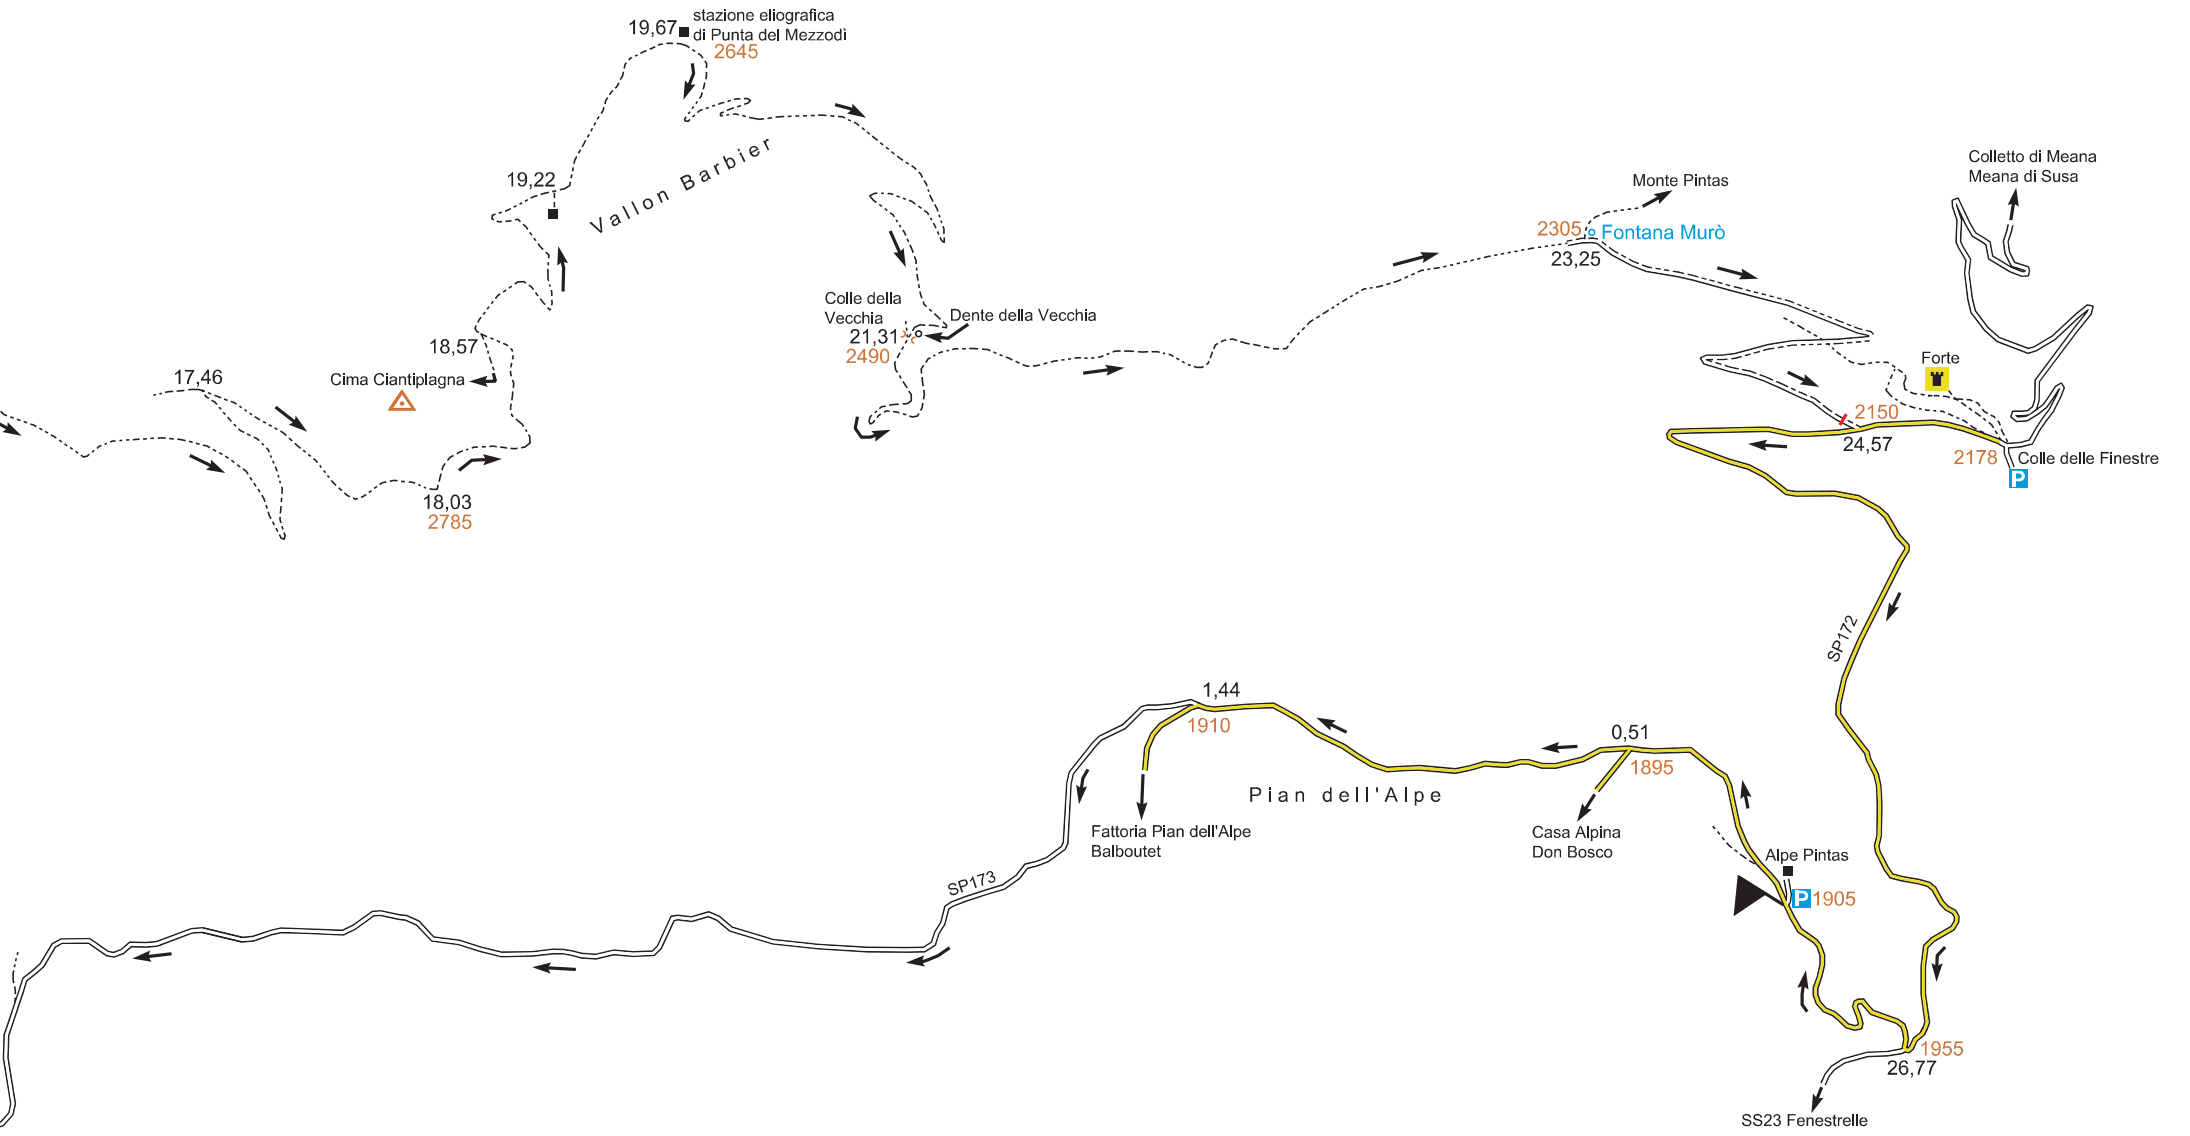 stazione eliografica
19,67 di Punta del Mezzodì
2645
Vallon Barbier
19,22
Colletto di Meana
Meana di Susa
Monte Pintas
2305 Fontana Murò
23,25
Colle della
Vecchia
21,31
2490
Dente della Vecchia
18,57
Cima Ciantiplagna
17,46
18,03
2785
Forte
2150
24,57
2178
Colle delle Finestre
P
SP172
1,44
1910
0,51
1895
Pian dell'Alpe
Fattoria Pian dell'Alpe
Balboutet
Casa Alpina
Don Bosco
Alpe Pintas
P 1905
SP173
1955
26,77
SS23 Fenestrelle